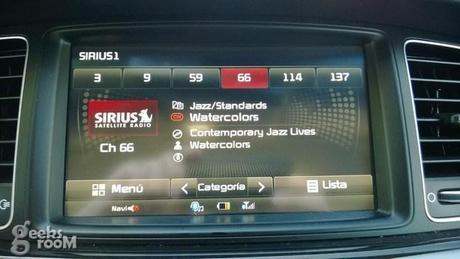 SIRIUS1
3 9 59 66 114 137
Jazz/Standards
CH Watercolors
SIRIUS
SATELLITE RADIO
Contemporary Jazz Lives
Ch 66
Watercolors
Menú Categoría Lista
Navi
geeks
rooM